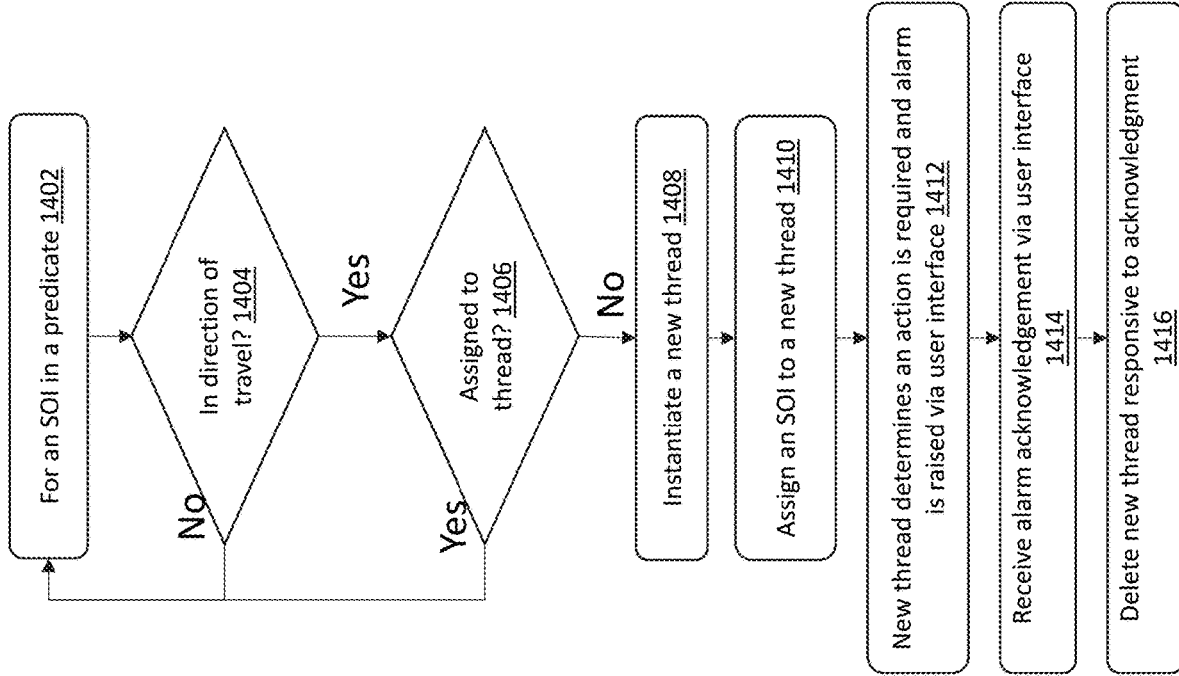 For an SOI in a predicate 1402
In direction of
travel? 1404
No
Yes
Assigned to
thread? 1406
Yes
No
Instantiate a new thread 1408
Assign an SOI to a new thread 1410
New thread determines an action is required and alarm
is raised via user interface 1412
Receive alarm acknowledgement via user interface
1414
Delete new thread responsive to acknowledgment
1416